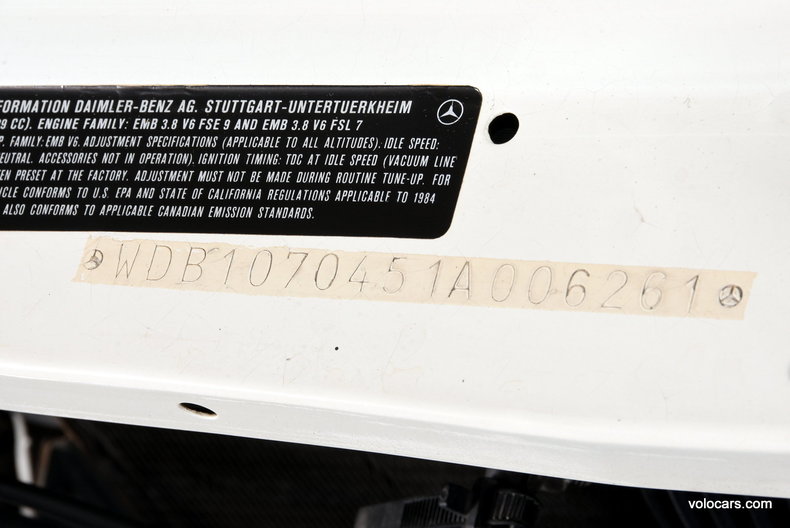 FORMATION DAIMLER-BENZ AG. STUTTGART-UNTERTUERKHEIM
9 CC). ENGINE FAMILY: EMB 3.8 V6 FSE 9 AND EMB 3.8 V6 FSL 7
P. FAMILY: EMB V6. ADJUSTMENT SPECIFICATIONS (APPLICABLE TO ALL ALTITUDES). IDLE SPEED:
EUTRAL. ACCESSORIES NOT IN OPERATION). IGNITION TIMING: TDC AT IDLE SPEED (VACUUM LINE
EN PRESET AT THE FACTORY. ADJUSTMENT MUST NOT BE MADE DURING ROUTINE TUNE-UP. FOR
ICLE CONFORMS TO U.S. EPA AND STATE OF CALIFORNIA REGULATIONS APPLICABLE TO 1984
ALSO CONFORMS TO APPLICABLE CANADIAN EMISSION STANDARDS.
WDB1070451A006261
volocars.com